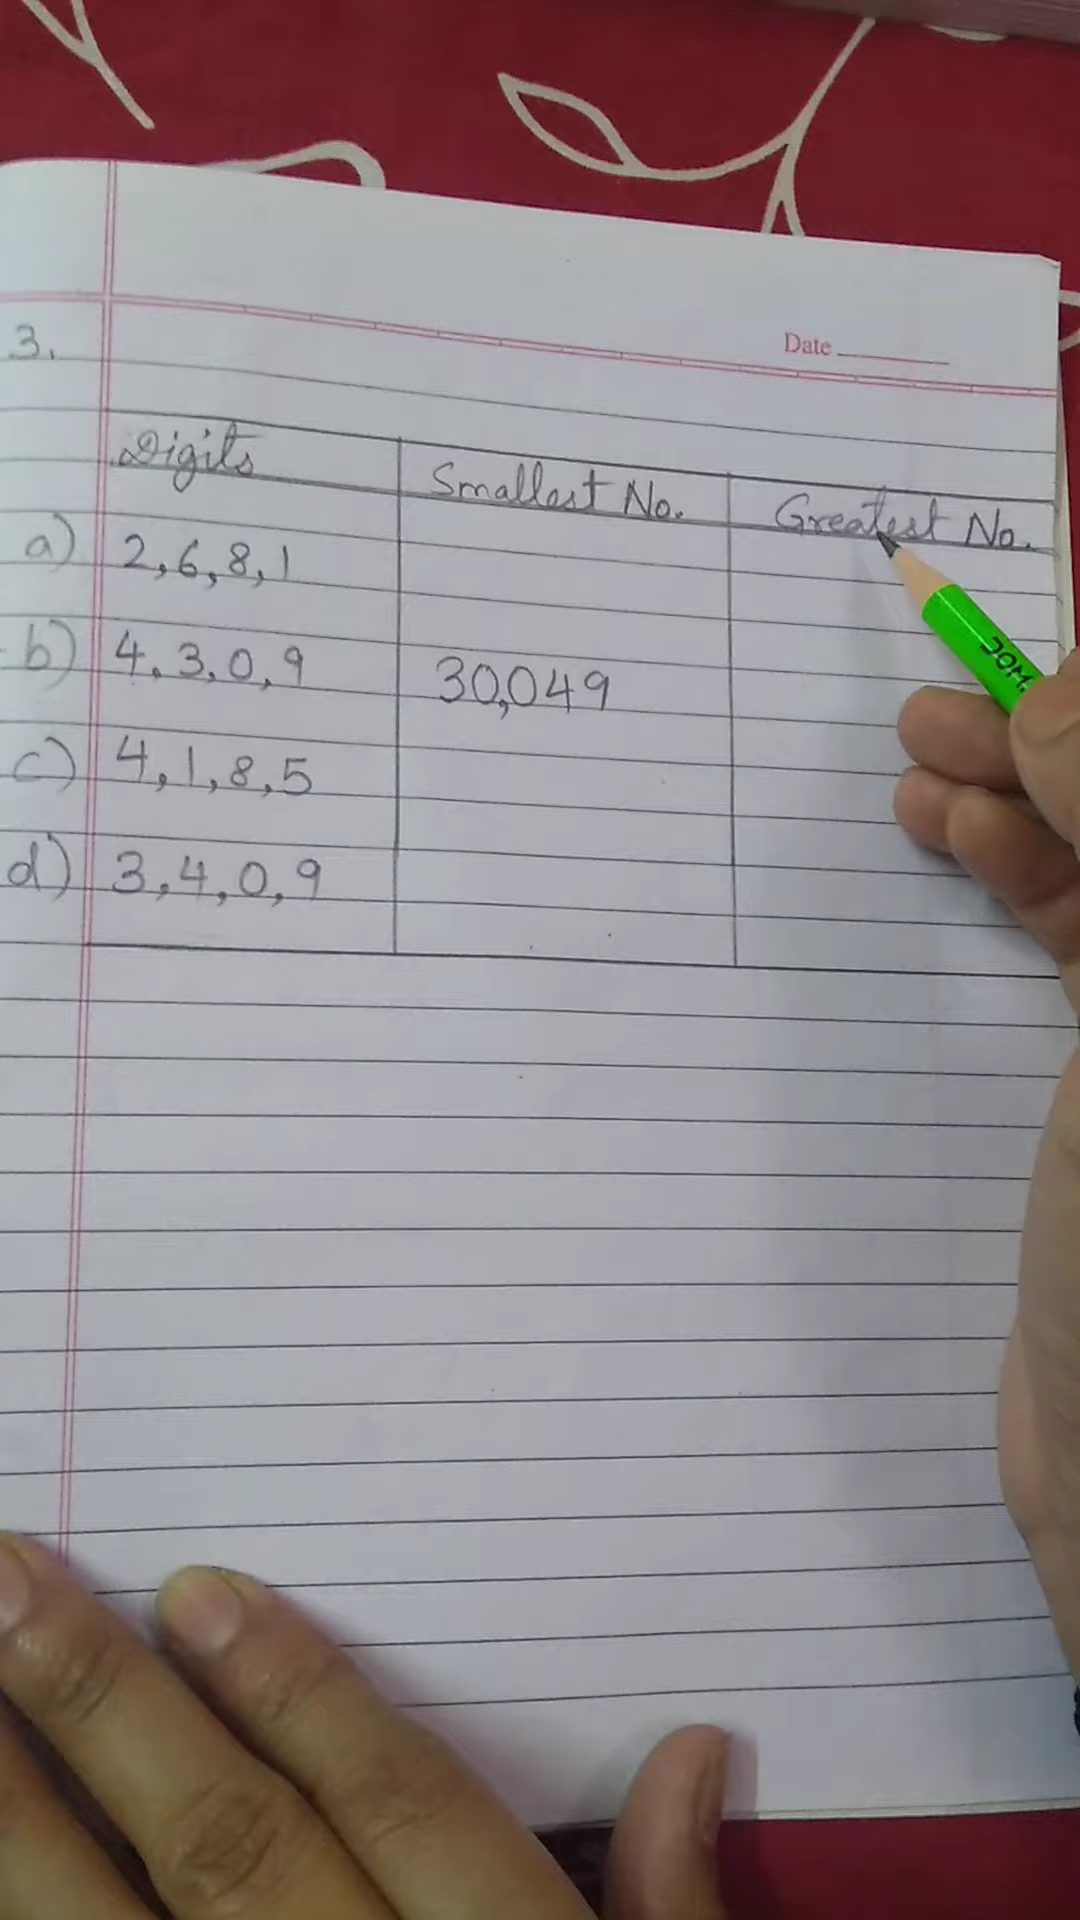 Date
3.
Digits Smallest No. Greatest No.
a) 2,6,8,1
b) 4,3,0,9 30,049
c) 4,1,8,5
d) 3,4,0,9